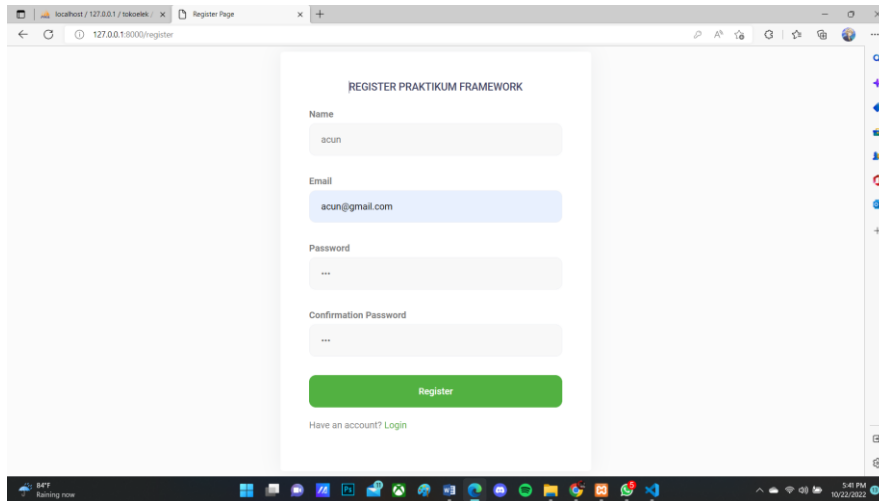 localhost / 127.0.0.1 / tokoelek
Register Page
127.0.0.1:8000/register
REGISTER PRAKTIKUM FRAMEWORK
Name
acun
Email
acun@gmail.com
Password
•••
Confirmation Password
•••
Register
Have an account? Login
84°F
Raining now
5:41 PM
10/22/2022